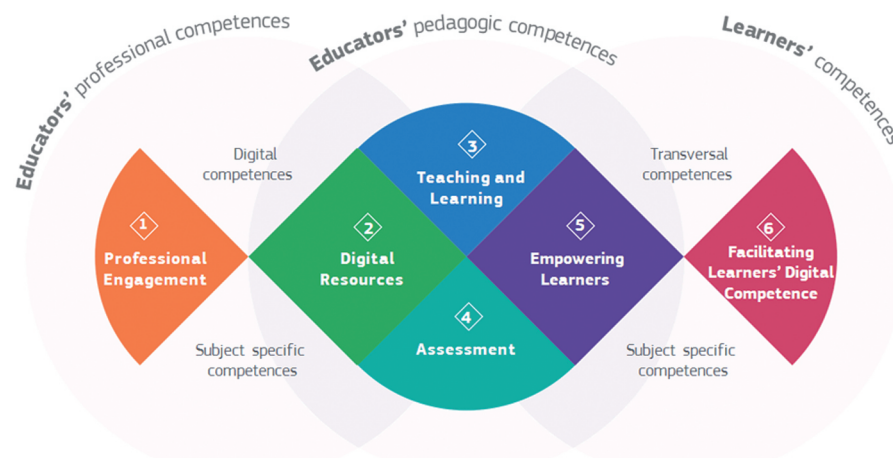 Educators' professional competences
Educators' pedagogic competences
Learners' competences
Digital
competences
Transversal
competences
3
Teaching and
Learning
1
Professional
Engagement
2
Digital
Resources
5
Empowering
Learners
6
Facilitating
Learners' Digital
Competence
4
Assessment
Subject specific
competences
Subject specific
competences